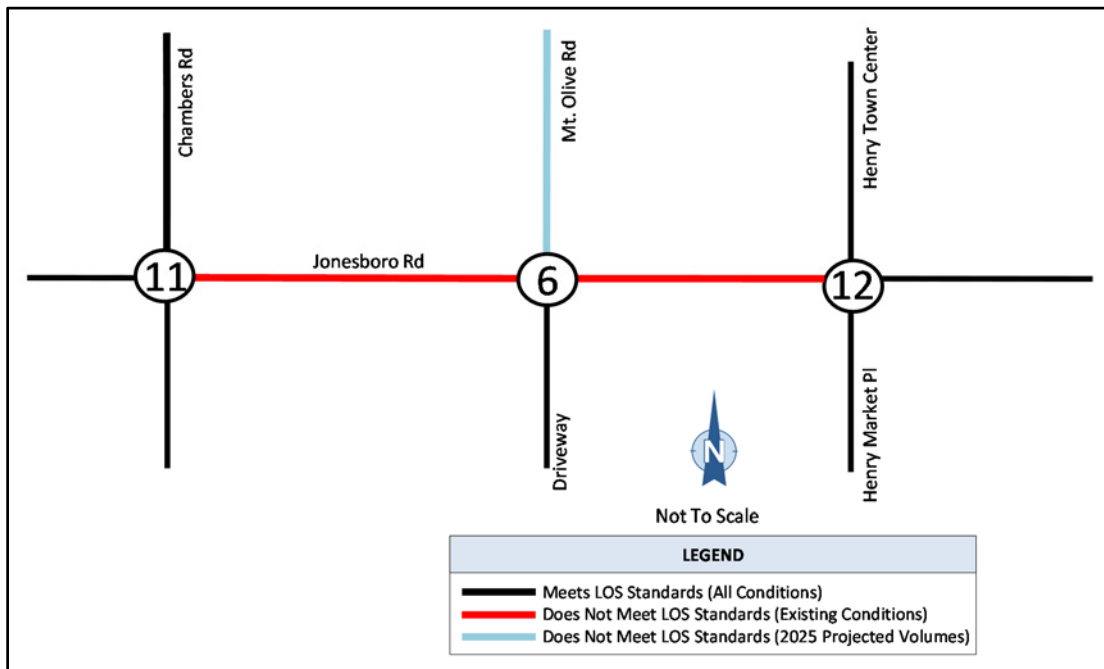 Chambers Rd
Mt. Olive Rd
Henry Town Center
Jonesboro Rd
11
6
12
Driveway
Henry Market Pl
N
Not To Scale
LEGEND
Meets LOS Standards (All Conditions)
Does Not Meet LOS Standards (Existing Conditions)
Does Not Meet LOS Standards (2025 Projected Volumes)